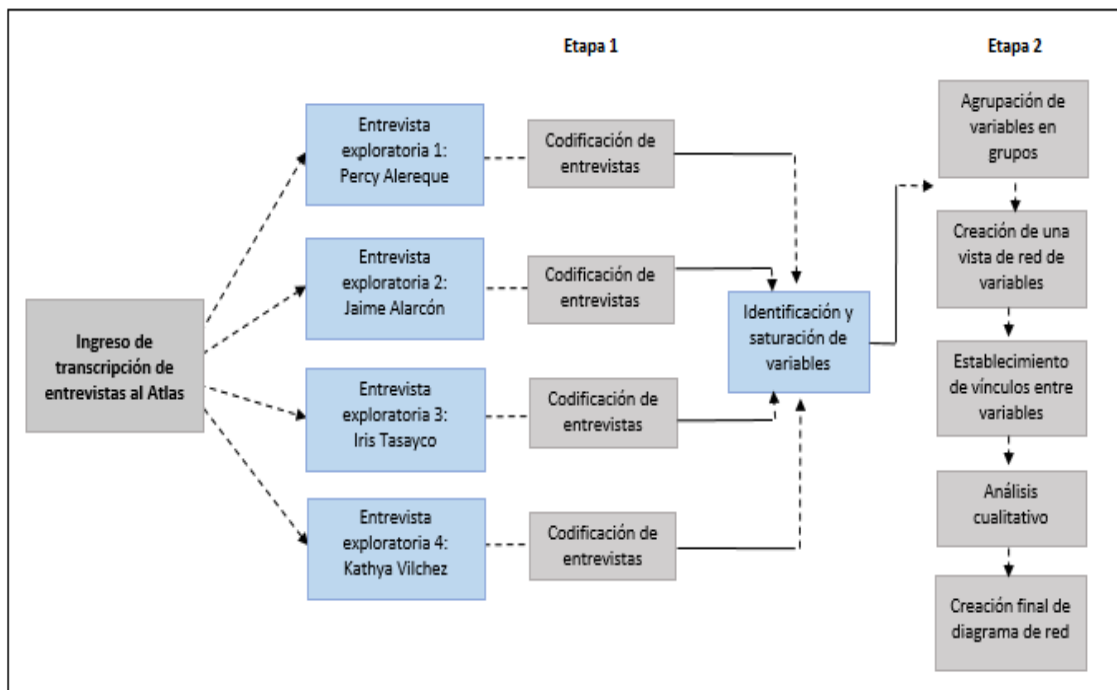 Etapa 1
Etapa 2
Ingreso de
transcripción de
entrevistas al Atlas
Entrevista
exploratoria 1:
Percy Alereque
Codificación de
entrevistas
Entrevista
exploratoria 2:
Jaime Alarcón
Codificación de
entrevistas
Entrevista
exploratoria 3:
Iris Tasayco
Codificación de
entrevistas
Entrevista
exploratoria 4:
Kathya Vilchez
Codificación de
entrevistas
Identificación y
saturación de
variables
Agrupación de
variables en
grupos
Creación de una
vista de red de
variables
Establecimiento
de vínculos entre
variables
Análisis
cualitativo
Creación final de
diagrama de red